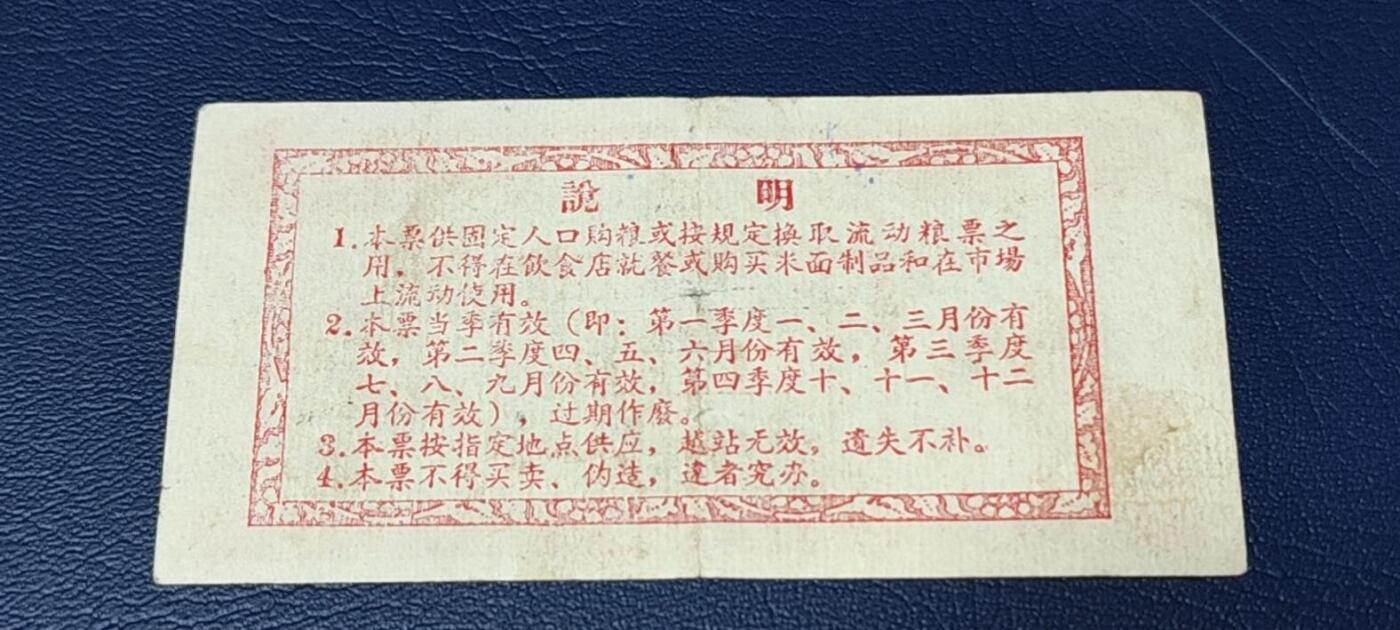 說 明
1. 本票供固定人口购粮或按規定換取流动粮票之
用，不得在飲食店就餐或购买米面制品和在市場
上流动使用。
2. 本票当季有效（即：第一季度一、二、三月份有
效，第二季度四、五、六月份有效，第三季度
七、八、九月份有效，第四季度十、十一、十二
月份有效），过期作廢。
3. 本票按指定地点供应，越站无效，遺失不补。
4. 本票不得买卖、伪造，違者究办。